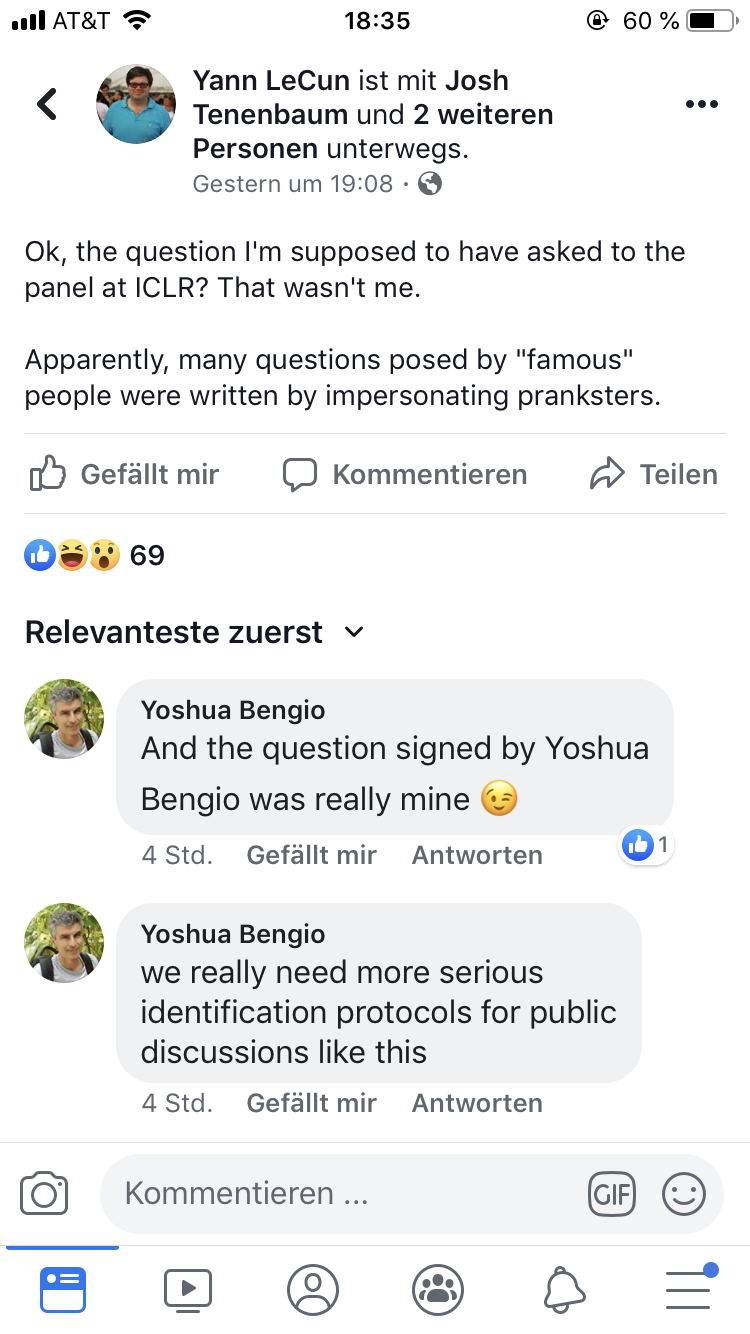 AT&T 18:35 60 %
Yann LeCun ist mit Josh
Tenenbaum und 2 weiteren
Personen unterwegs.
Gestern um 19:08 ·
Ok, the question I'm supposed to have asked to the
panel at ICLR? That wasn't me.
Apparently, many questions posed by "famous"
people were written by impersonating pranksters.
Gefällt mir Kommentieren Teilen
69
Relevanteste zuerst
Yoshua Bengio
And the question signed by Yoshua
Bengio was really mine 😉
4 Std. Gefällt mir Antworten 1
Yoshua Bengio
we really need more serious
identification protocols for public
discussions like this
4 Std. Gefällt mir Antworten
Kommentieren ... GIF